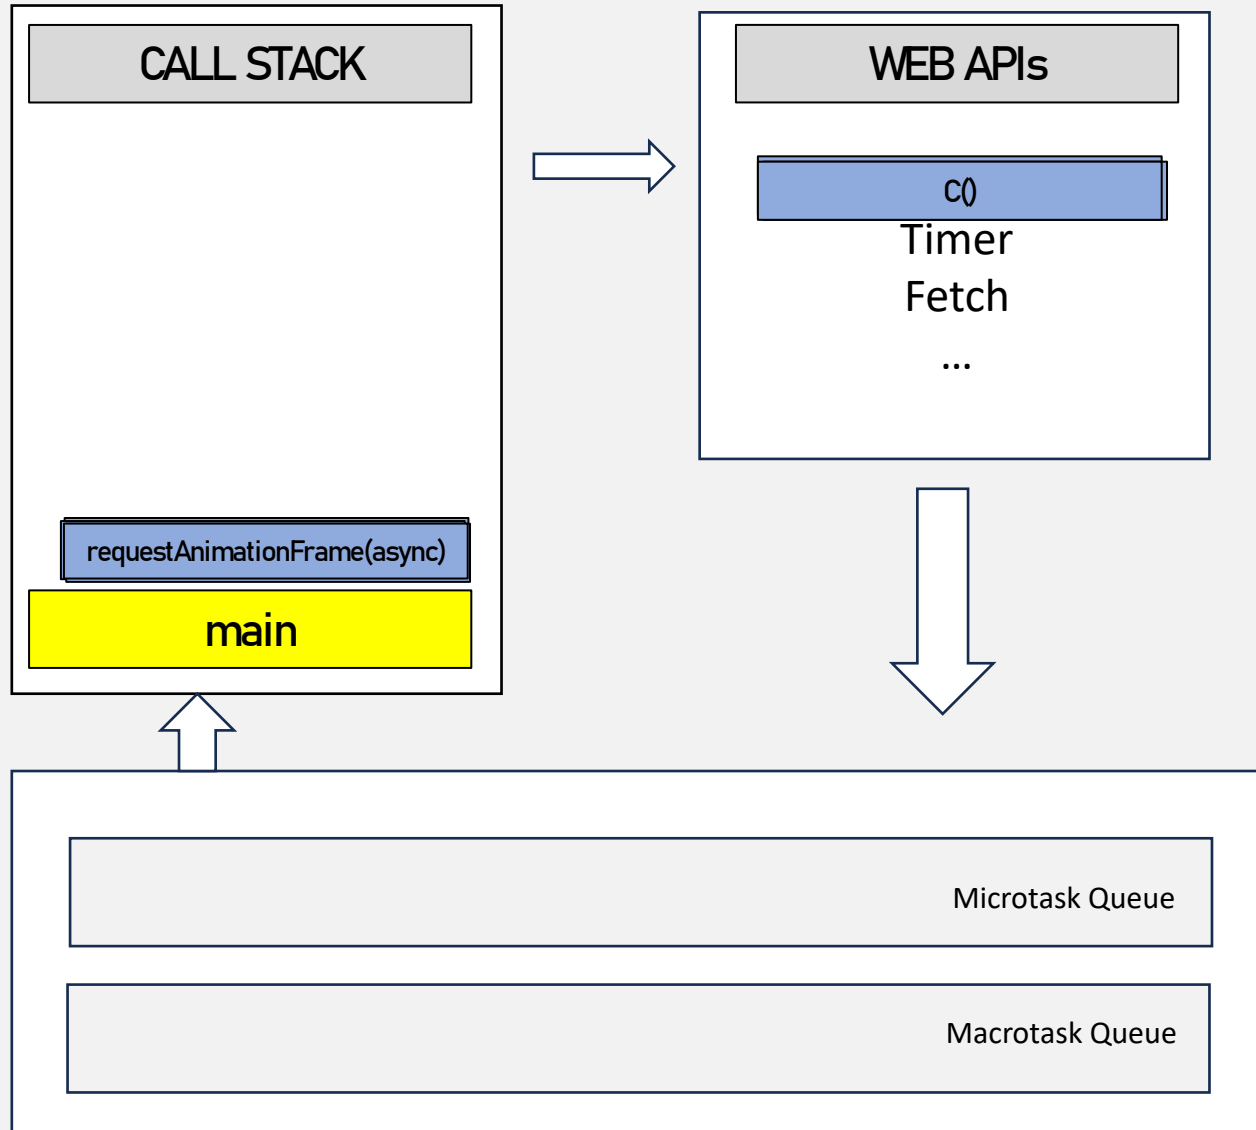 CALL STACK
WEB APIs
C()
Timer
Fetch
...
requestAnimationFrame(async)
main
Microtask Queue
Macrotask Queue